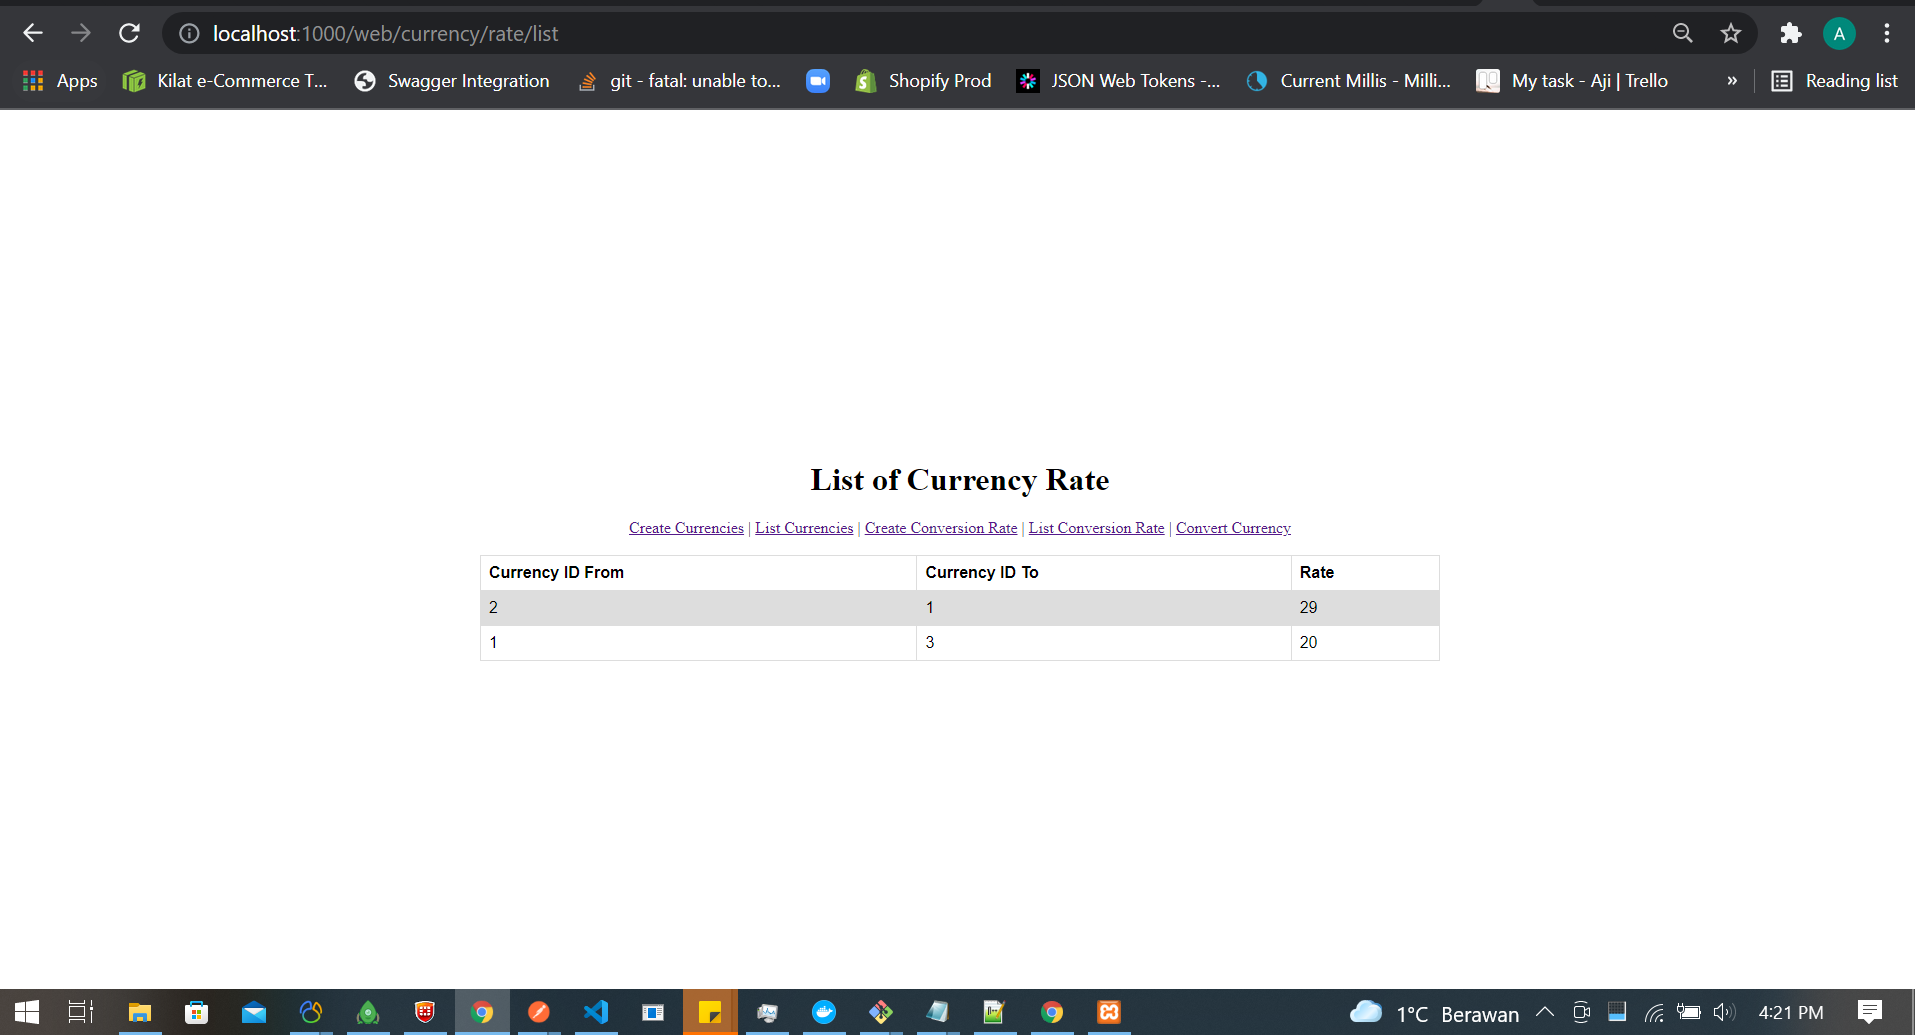 localhost:1000/web/currency/rate/list
A
Apps Kilat e-Commerce T... Swagger Integration git - fatal: unable to... Shopify Prod JSON Web Tokens -... Current Millis - Milli... My task - Aji | Trello » Reading list
List of Currency Rate
Create Currencies | List Currencies | Create Conversion Rate | List Conversion Rate | Convert Currency
Currency ID From Currency ID To Rate
2 1 29
1 3 20
1°C Berawan 4:21 PM